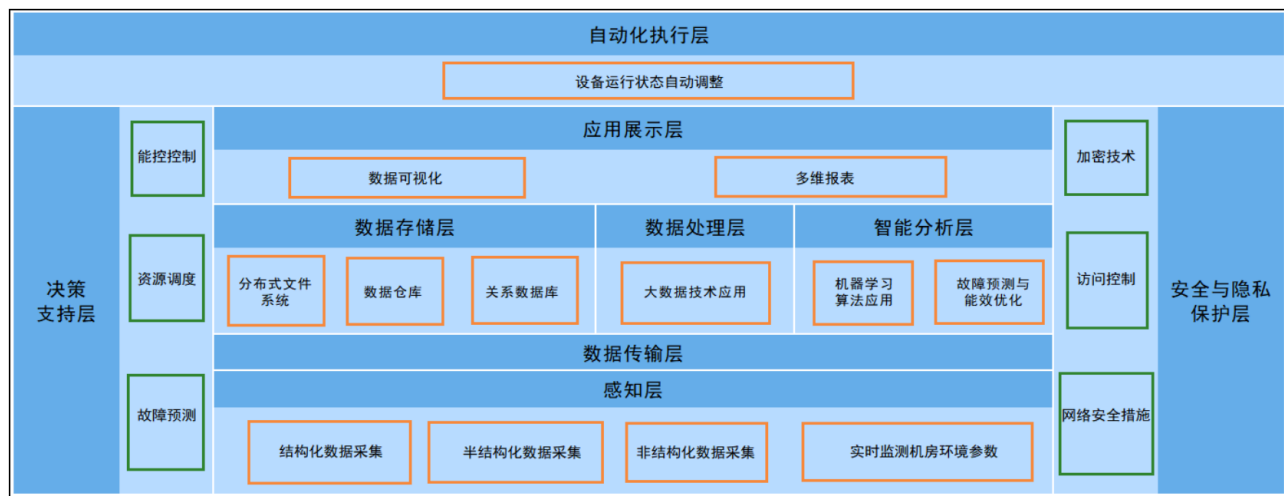 自动化执行层
设备运行状态自动调整
决策
支持层
能控控制
资源调度
故障预测
应用展示层
数据可视化
多维报表
数据存储层
分布式文件
系统
数据仓库
关系数据库
数据处理层
大数据技术应用
智能分析层
机器学习
算法应用
故障预测与
能效优化
数据传输层
感知层
结构化数据采集
半结构化数据采集
非结构化数据采集
实时监测机房环境参数
加密技术
访问控制
网络安全措施
安全与隐私
保护层